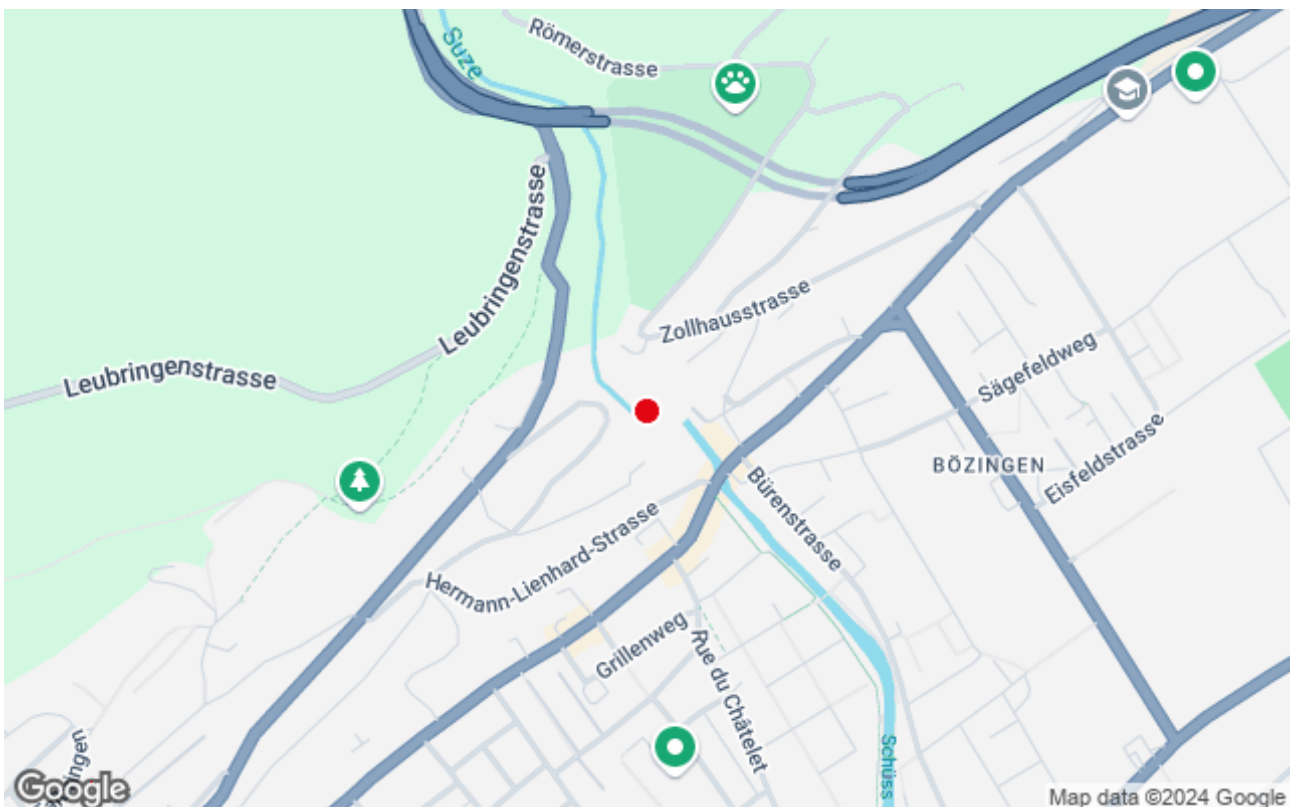 Suze
Römerstrasse
Leubringenstrasse
Zollhausstrasse
Leubringenstrasse
Sägefeldweg
BÖZINGEN
Eisfeldstrasse
Bürenstrasse
Hermann-Lienhard-Strasse
Grillenweg
Rue du Châtelet
Schüss
Google
Map data ©2024 Google